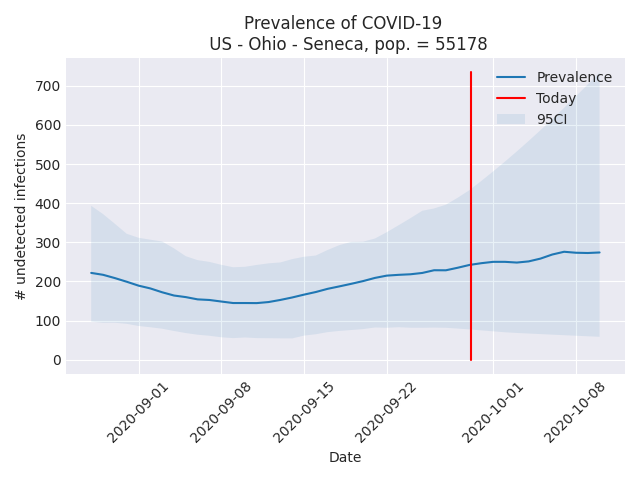 Prevalence of COVID-19
US - Ohio - Seneca, pop. = 55178
Prevalence
Today
95CI
700
600
500
400
300
200
100
0
# undetected infections
2020-09-01
2020-09-08
2020-09-15
2020-09-22
2020-10-01
2020-10-08
Date